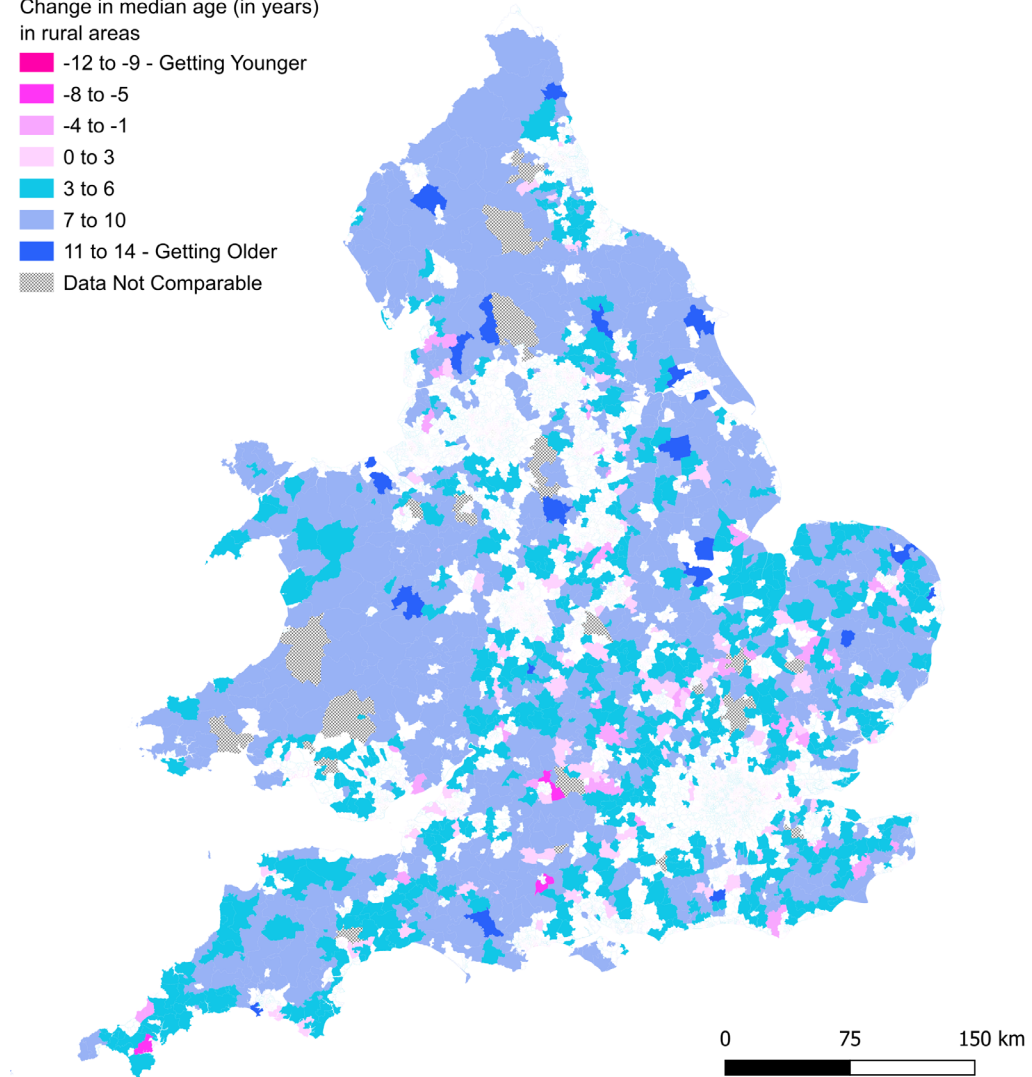 Change in median age (in years)
in rural areas
-12 to -9 - Getting Younger
-8 to -5
-4 to -1
0 to 3
3 to 6
7 to 10
11 to 14 - Getting Older
Data Not Comparable
0 75 150 km